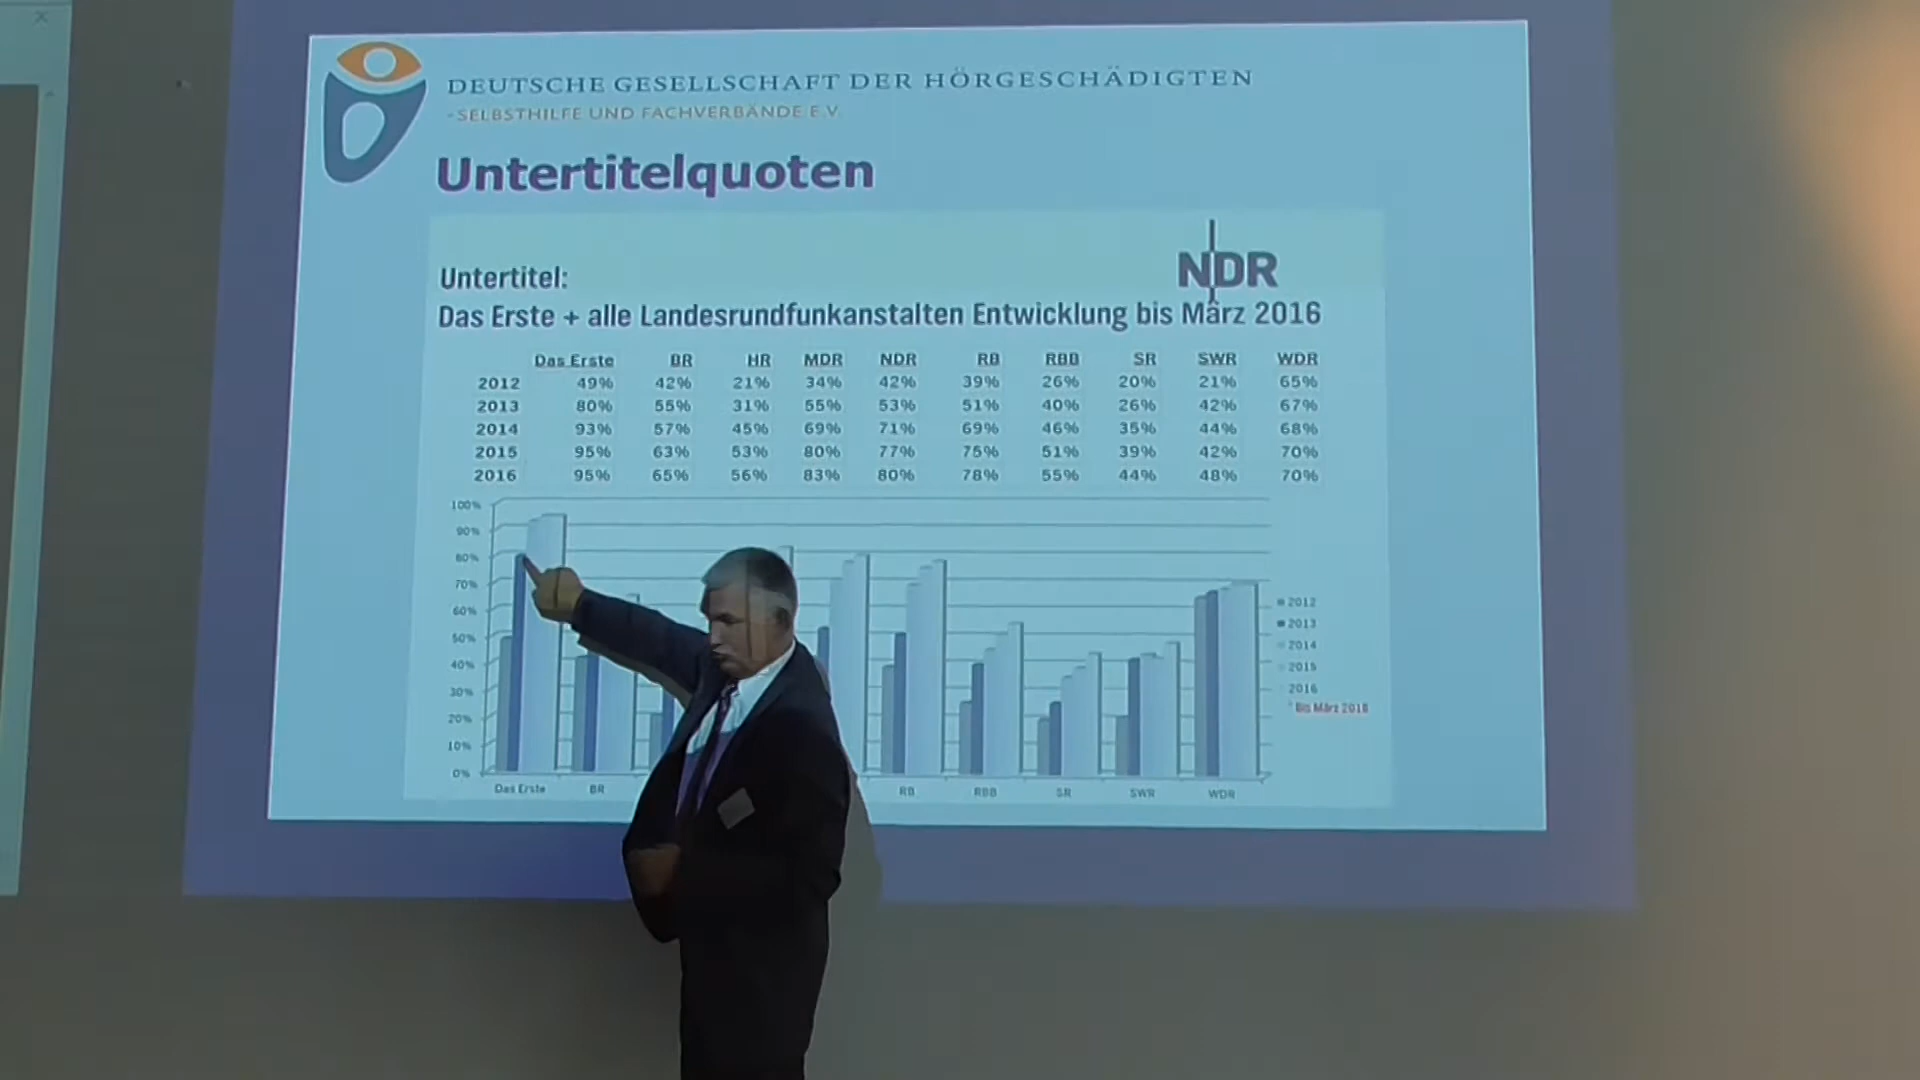 DEUTSCHE GESELLSCHAFT DER HÖRGESCHÄDIGTEN
- SELBSTHILFE UND FACHVERBÄNDE E.V.
Untertitelquoten
NDR
Untertitel:
Das Erste + alle Landesrundfunkanstalten Entwicklung bis März 2016
Das Erste BR HR MDR NDR RB RBB SR SWR WDR
2012 49% 42% 21% 34% 42% 39% 26% 20% 21% 65%
2013 80% 55% 31% 55% 53% 51% 40% 26% 42% 67%
2014 93% 57% 45% 69% 71% 69% 46% 35% 44% 68%
2015 95% 63% 53% 80% 77% 75% 51% 39% 42% 70%
2016 95% 65% 56% 83% 80% 78% 55% 44% 48% 70%
100%
90%
80%
70%
60%
50%
40%
30%
20%
10%
0%
Das Erste BR RB RBB SR SWR WDR
2012
2013
2014
2015
2016
* Bis März 2016